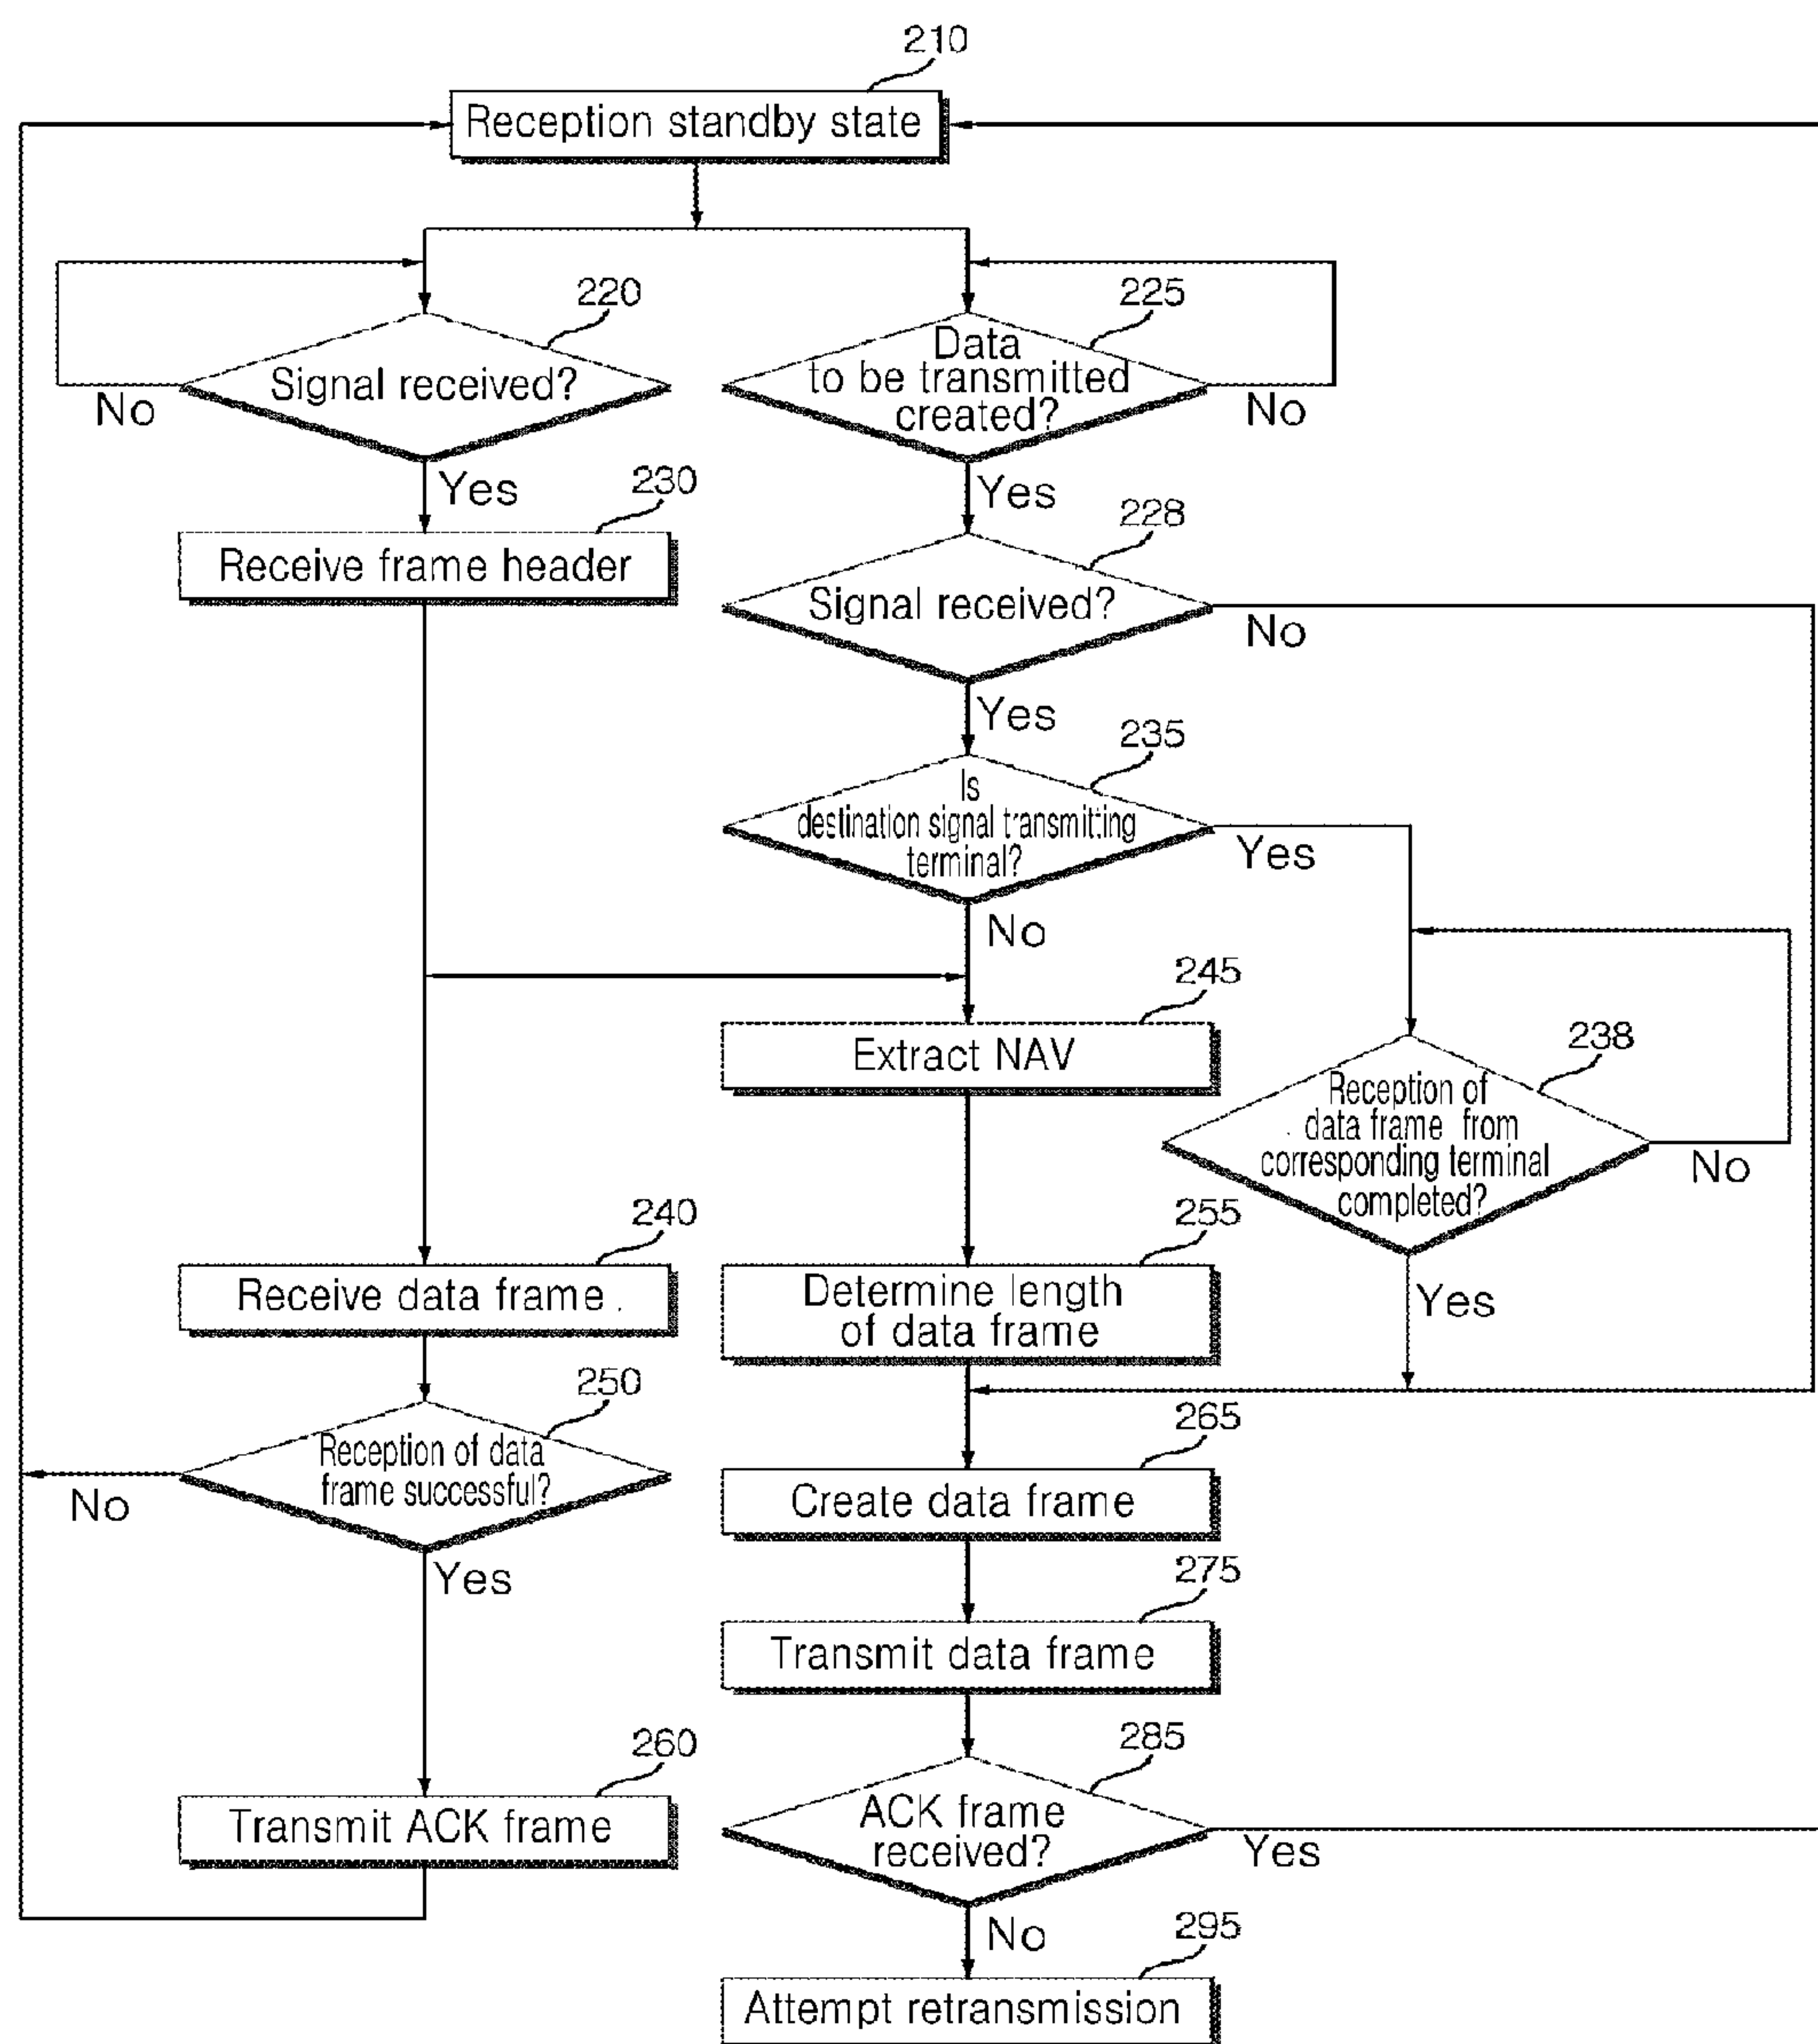 210
Reception standby state
220
Signal received?
No
Yes
225
Data
to be transmitted
created?
No
Yes
230
Receive frame header
228
Signal received?
No
Yes
235
Is
destination signal transmitting
terminal?
Yes
No
245
Extract NAV
238
Reception of
data frame from
corresponding terminal
completed?
No
Yes
240
Receive data frame .
255
Determine length
of data frame
250
Reception of data
frame successful?
No
Yes
265
Create data frame
275
Transmit data frame
260
Transmit ACK frame
285
ACK frame
received?
Yes
No
295
Attempt retransmission